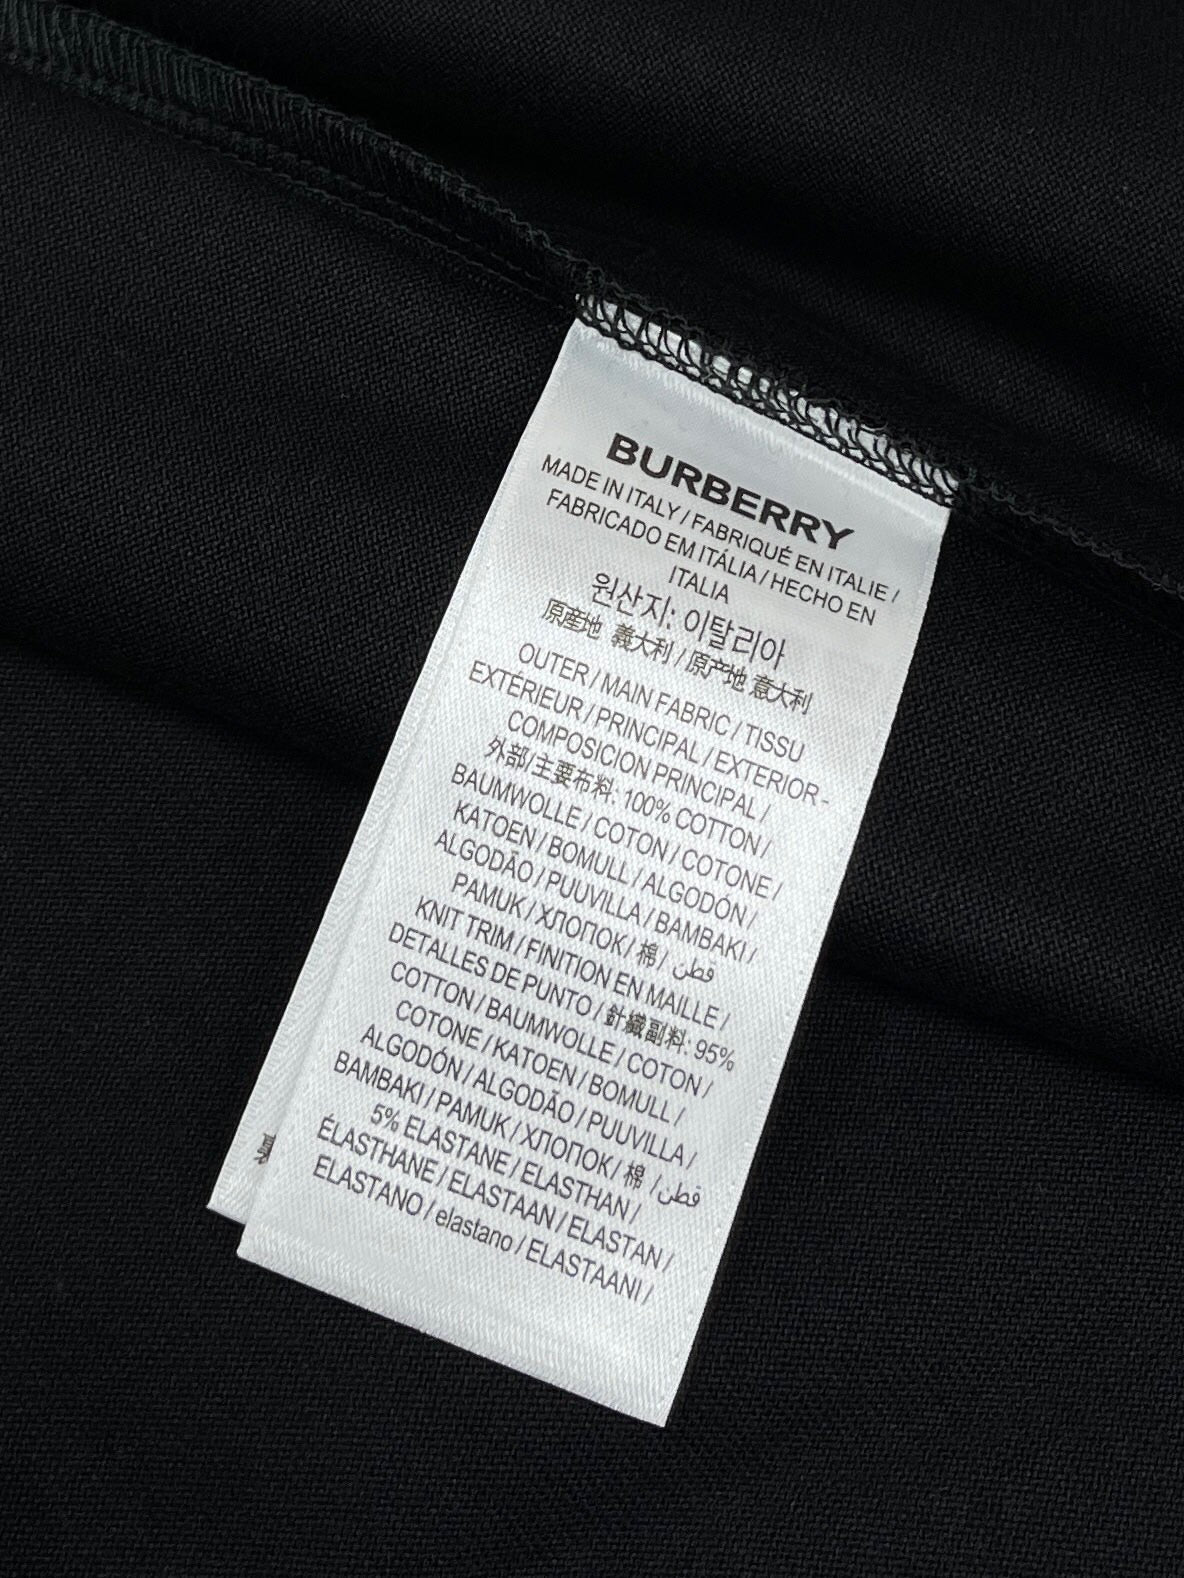 BURBERRY
MADE IN ITALY / FABRIQUÉ EN ITALIE /
FABRICADO EM ITÁLIA / HECHO EN
ITALIA
원산지: 이탈리아
原産地 義大利 / 原产地 意大利
OUTER / MAIN FABRIC / TISSU
EXTÉRIEUR / PRINCIPAL / EXTERIOR -
COMPOSICION PRINCIPAL /
外部/主要布料: 100% COTTON /
BAUMWOLLE / COTON / COTONE /
KATOEN / BOMULL / ALGODÓN /
ALGODÃO / PUUVILLA / BAMBAKI /
PAMUK / ХЛОПОК / 棉 / قطن
KNIT TRIM / FINITION EN MAILLE /
DETALLES DE PUNTO / 針織副料: 95%
COTTON / BAUMWOLLE / COTON /
COTONE / KATOEN / BOMULL /
ALGODÓN / ALGODÃO / PUUVILLA /
BAMBAKI / PAMUK / ХЛОПОК / 棉 / قطن
5% ELASTANE / ELASTHAN /
ÉLASTHANE / ELASTAAN / ELASTAN /
ELASTANO / elastano / ELASTAANI /